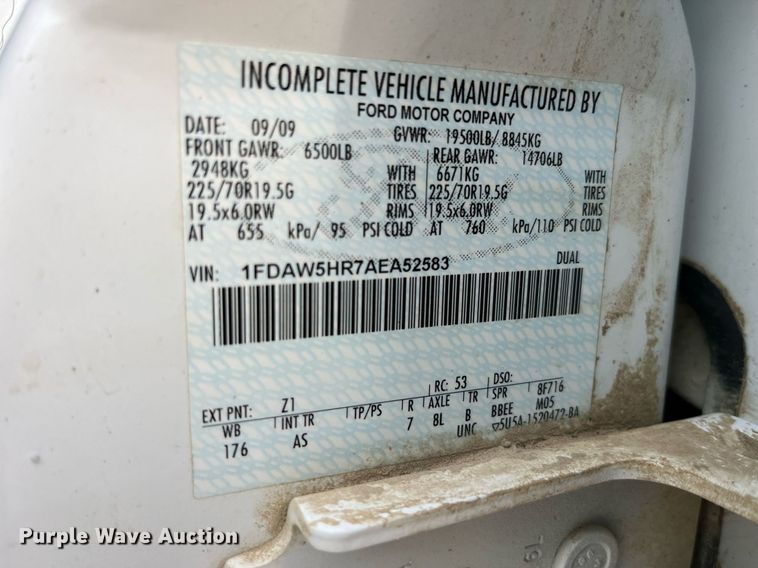 INCOMPLETE VEHICLE MANUFACTURED BY
FORD MOTOR COMPANY
DATE: 09/09 GVWR: 19500LB/ 8845KG
FRONT GAWR: 6500LB REAR GAWR: 14706LB
2948KG WITH 6671KG WITH
225/70R19.5G TIRES 225/70R19.5G TIRES
19.5x6.0RW RIMS 19.5x6.0RW RIMS
AT 655 kPa/ 95 PSI COLD AT 760 kPa/110 PSI COLD
VIN: 1FDAW5HR7AEA52583 DUAL
EXT PNT: Z1 RC: 53 DSO:
WB INT TR TP/PS R AXLE TR SPR 8F716
176 AS 7 8L B BBEE M05
UNC 5U5A-1520472-BA
Purple Wave Auction